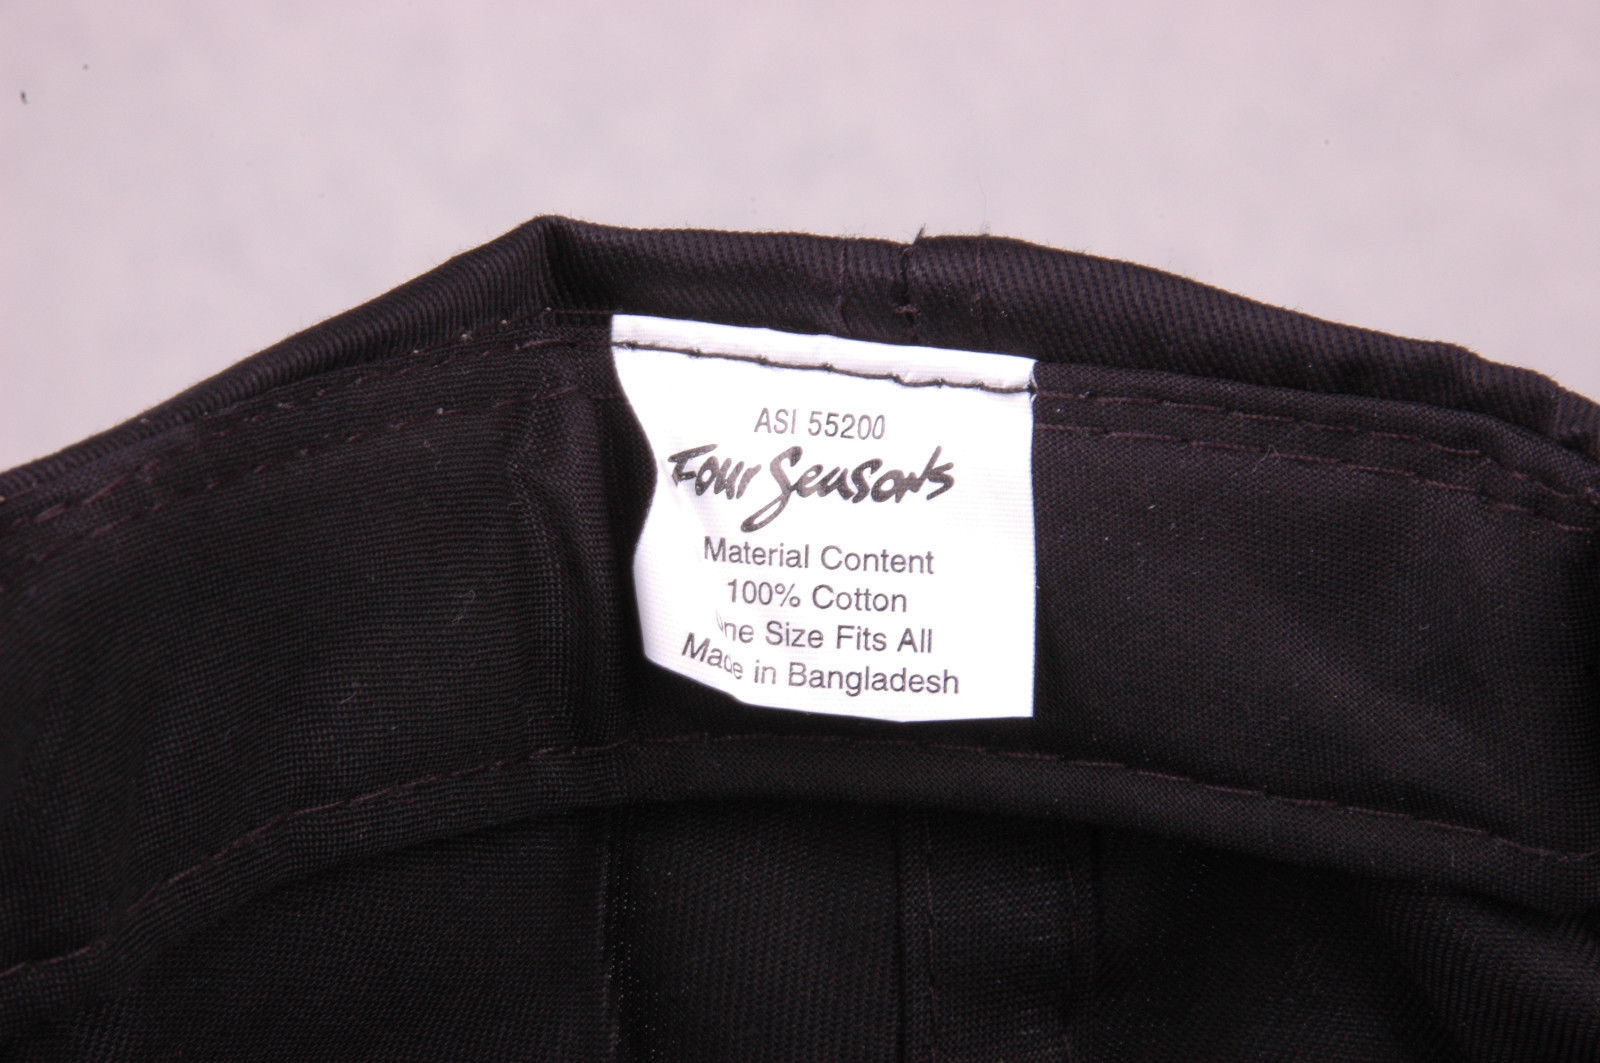 ASI 55200
Four Seasons
Material Content
100% Cotton
One Size Fits All
Made in Bangladesh